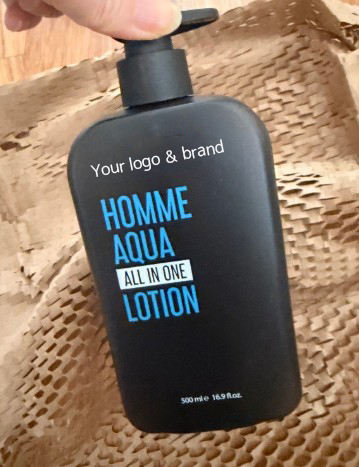 Your logo & brand
HOMME
AQUA
ALL IN ONE
LOTION
500 ml e 16.9 fl.oz.